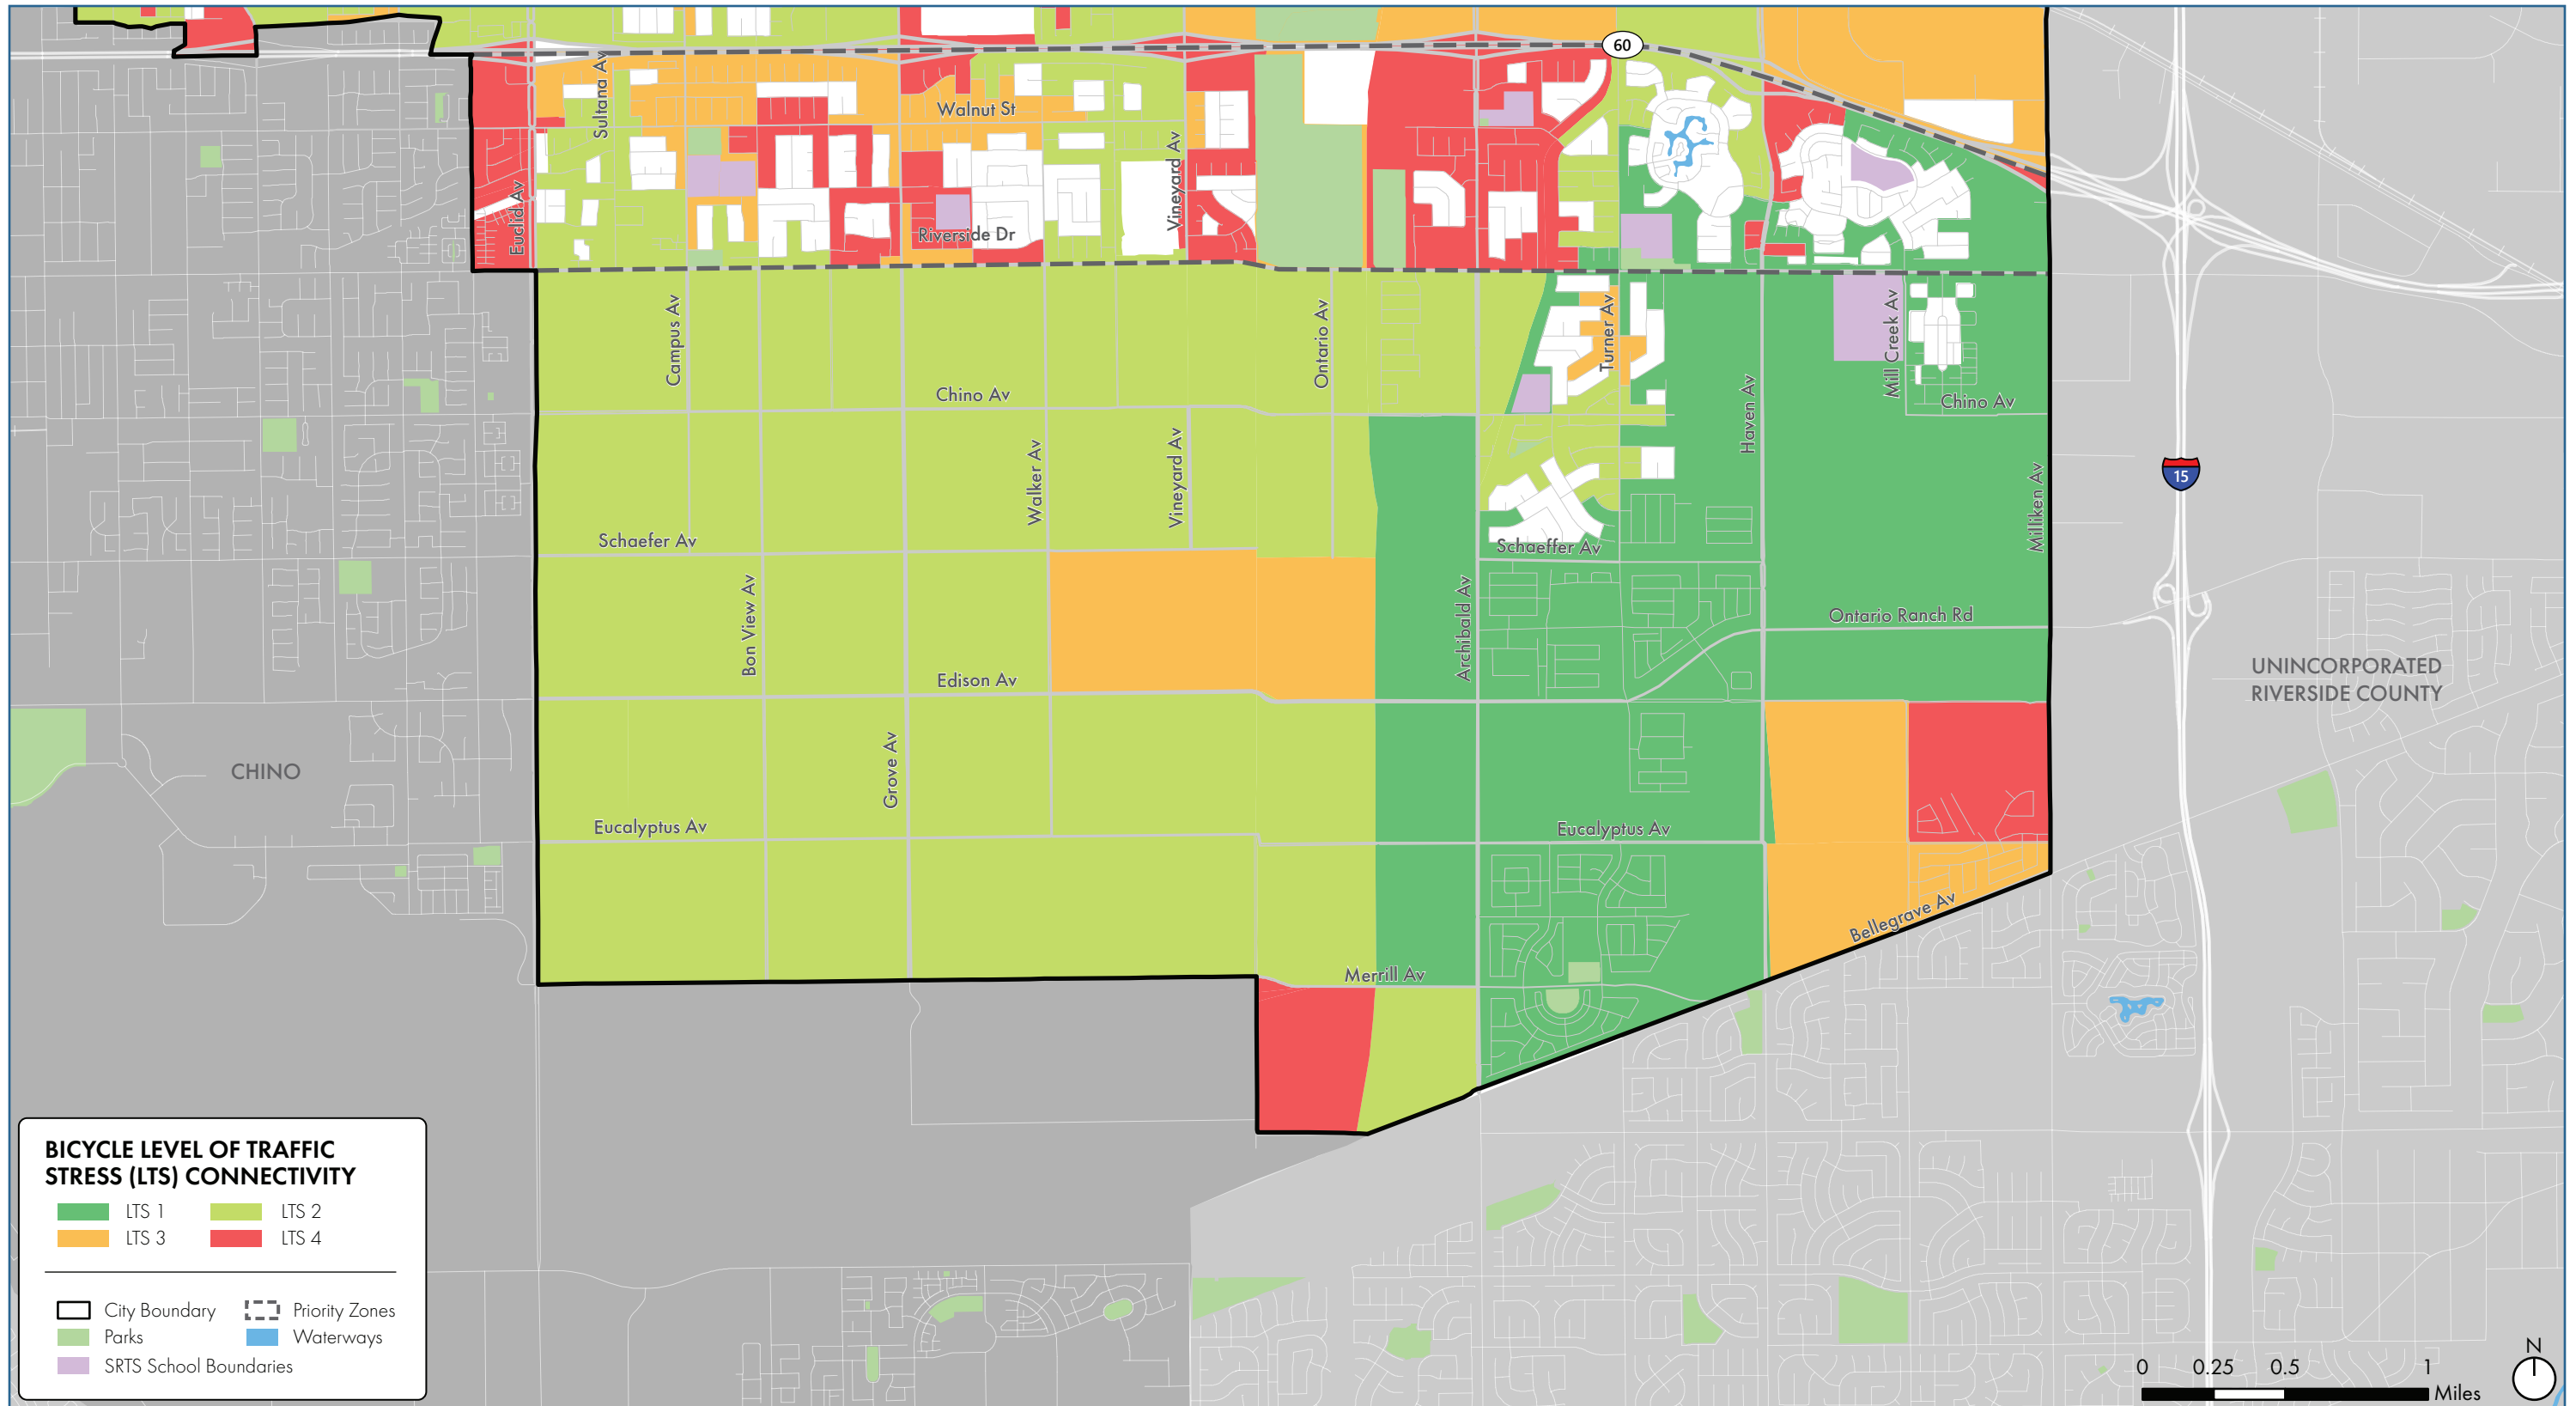 60
Sultana Av
Walnut St
Vineyard Av
Euclid Av
Riverside Dr
Campus Av
Ontario Av
Turner Av
Mill Creek Av
Chino Av
Haven Av
Chino Av
Walker Av
Vineyard Av
Milliken Av
15
Schaefer Av
Schaeffer Av
Bon View Av
Archibald Av
Ontario Ranch Rd
Edison Av
UNINCORPORATED
RIVERSIDE COUNTY
CHINO
Grove Av
Eucalyptus Av
Eucalyptus Av
Bellegrave Av
Merrill Av
BICYCLE LEVEL OF TRAFFIC
STRESS (LTS) CONNECTIVITY
LTS 1
LTS 2
LTS 3
LTS 4
City Boundary
Priority Zones
Parks
Waterways
SRTS School Boundaries
N
0 0.25 0.5 1
Miles